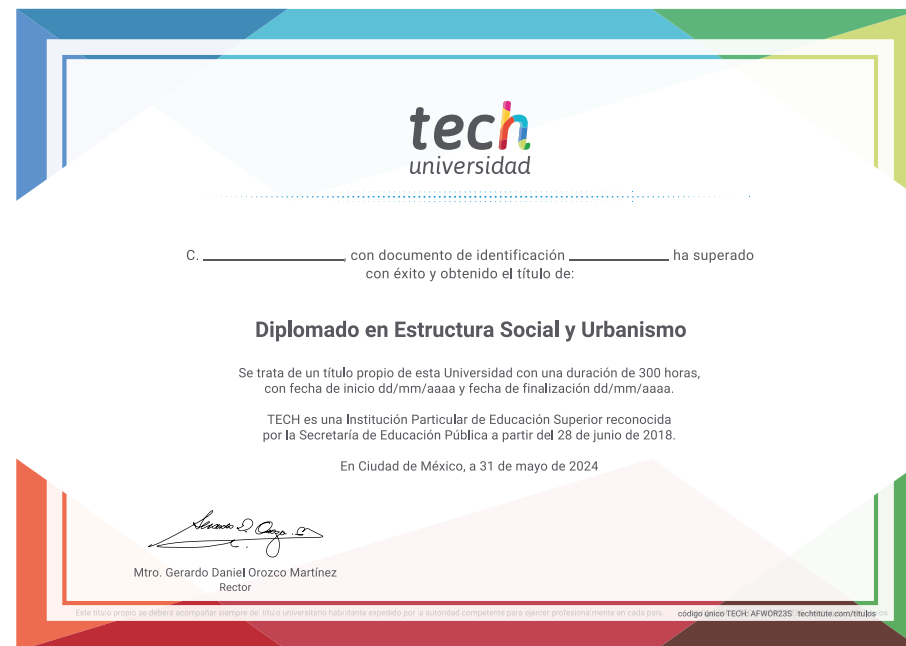 tech
universidad
C. ____________, con documento de identificación ____________ ha superado
con éxito y obtenido el título de:
Diplomado en Estructura Social y Urbanismo
Se trata de un título propio de esta Universidad con una duración de 300 horas,
con fecha de inicio dd/mm/aaaa y fecha de finalización dd/mm/aaaa.
TECH es una Institución Particular de Educación Superior reconocida
por la Secretaría de Educación Pública a partir del 28 de junio de 2018.
En Ciudad de México, a 31 de mayo de 2024
Mtro. Gerardo Daniel Orozco Martínez
Rector
Este título propio se deberá acompañar siempre del título universitario habilitante expedido por la autoridad competente para ejercer profesionalmente en cada país. código único TECH: AFWOR23S techtitute.com/titulos